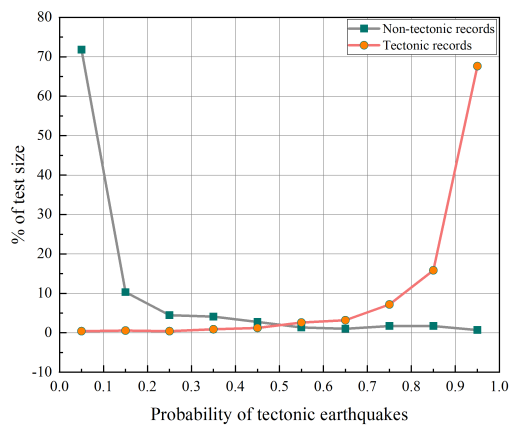 Non-tectonic records
Tectonic records
80
70
60
50
40
30
20
10
0
-10
% of test size
0.0 0.1 0.2 0.3 0.4 0.5 0.6 0.7 0.8 0.9 1.0
Probability of tectonic earthquakes